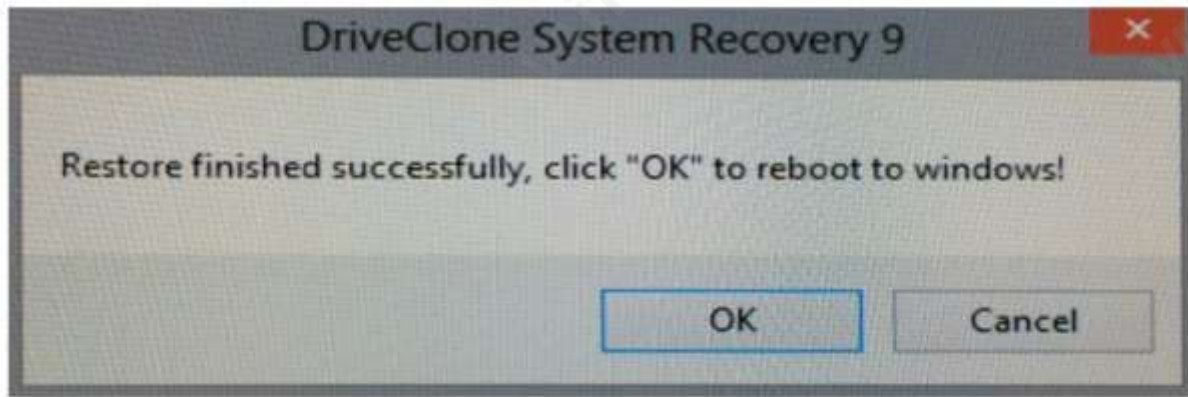 DriveClone System Recovery 9
Restore finished successfully, click "OK" to reboot to windows!
OK
Cancel